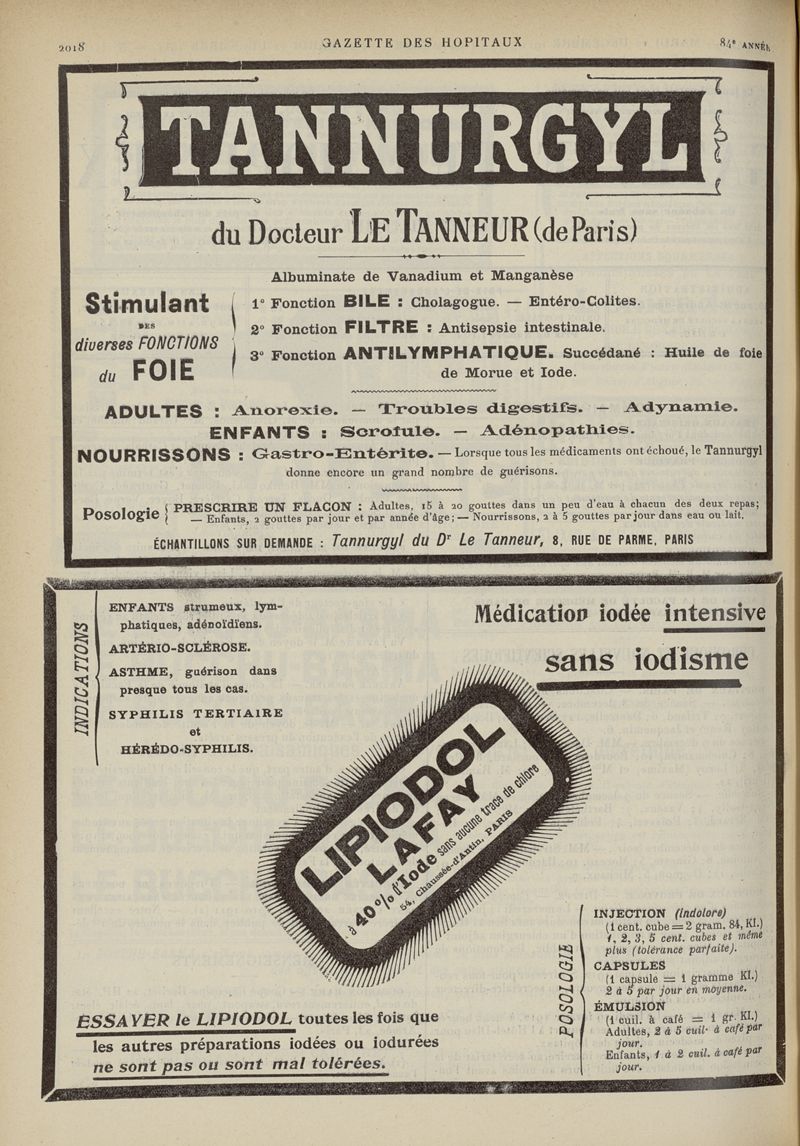 2018 GAZETTE DES HOPITAUX 84e ANNÉE
TANNURGYL
du Docteur LE TANNEUR (de Paris)
Albuminate de Vanadium et Manganèse
Stimulant
DES
diverses FONCTIONS
du FOIE
1° Fonction BILE : Cholagogue. — Entéro-Colites.
2° Fonction FILTRE : Antisepsie intestinale.
3° Fonction ANTILYMPHATIQUE. Succédané : Huile de foie
de Morue et Iode.
ADULTES : Anorexie. — Troubles digestifs. — Adynamie.
ENFANTS : Scrofule. — Adénopathies.
NOURRISSONS : Gastro-Entérite. — Lorsque tous les médicaments ont échoué, le Tannurgyl
donne encore un grand nombre de guérisons.
Posologie
PRESCRIRE UN FLACON : Adultes, 15 à 20 gouttes dans un peu d'eau à chacun des deux repas;
— Enfants, 2 gouttes par jour et par année d'âge; — Nourrissons, 2 à 5 gouttes par jour dans eau ou lait.
ÉCHANTILLONS SUR DEMANDE : Tannurgyl du Dr Le Tanneur, 8, RUE DE PARME, PARIS
INDICATIONS
ENFANTS strumeux, lym-
phatiques, adénoïdiens.
ARTÉRIO-SCLÉROSE.
ASTHME, guérison dans
presque tous les cas.
SYPHILIS TERTIAIRE
et
HÉRÉDO-SYPHILIS.
Médication iodée intensive
sans iodisme
LIPIODOL
LAFAY
à 40% d'Iode sans aucune trace de chlore
54, Chaussée-d'Antin, PARIS
POSOLOGIE
INJECTION (indolore)
(1 cent. cube = 2 gram. 84, KI.)
1, 2, 3, 5 cent. cubes et même
plus (tolérance parfaite).
CAPSULES
(1 capsule = 1 gramme KI.)
2 à 5 par jour en moyenne.
ÉMULSION
(1 cuil. à café = 1 gr. KI.)
Adultes, 2 à 5 cuil. à café par
jour.
Enfants, 1 à 2 cuil. à café par
jour.
ESSAYER le LIPIODOL toutes les fois que
les autres préparations iodées ou iodurées
ne sont pas ou sont mal tolérées.